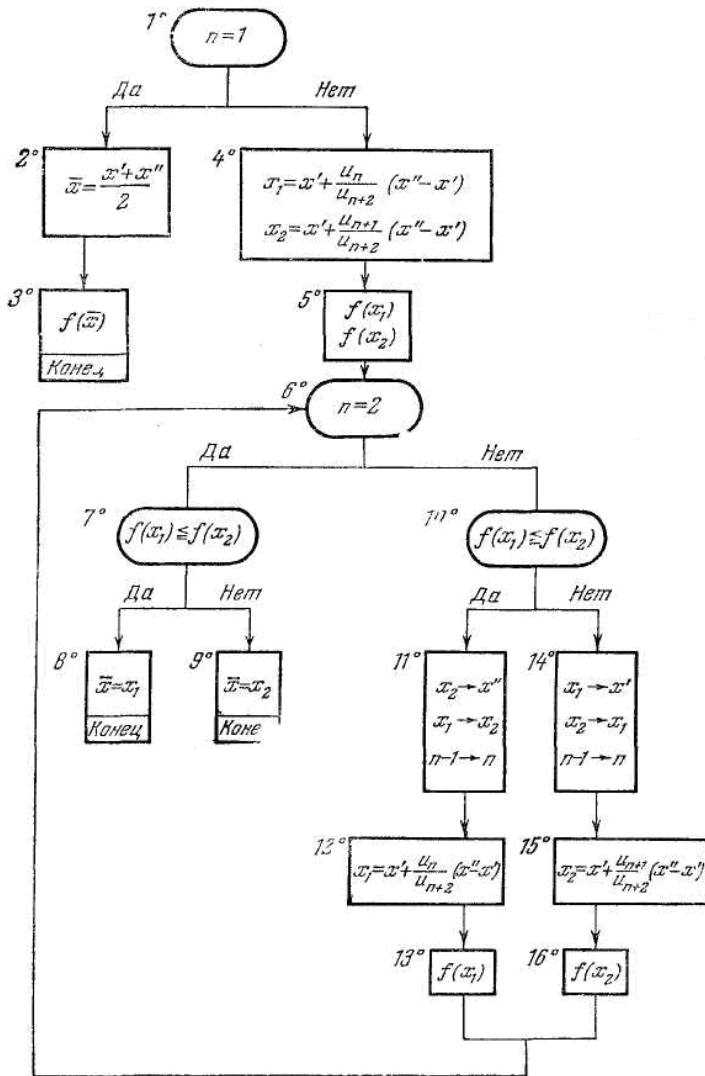 1°
n=1
Да
Нет
2°
x̄ = (x'+x'')/2
3°
f(x̄)
Конец
4°
x₁=x'+uₙ/uₙ₊₂ (x''−x')
x₂=x'+uₙ₊₁/uₙ₊₂ (x''−x')
5°
f(x₁)
f(x₂)
6°
n=2
Да
Нет
7°
f(x₁)≦f(x₂)
Да
Нет
8°
x̄=x₁
Конец
9°
x̄=x₂
Коне
10°
f(x₁)≦f(x₂)
Да
Нет
11°
x₂→x''
x₁→x₂
n−1→n
12°
x₁=x'+uₙ/uₙ₊₂ (x''−x')
13°
f(x₁)
14°
x₁→x'
x₂→x₁
n−1→n
15°
x₂=x'+uₙ₊₁/uₙ₊₂ (x''−x')
16°
f(x₂)